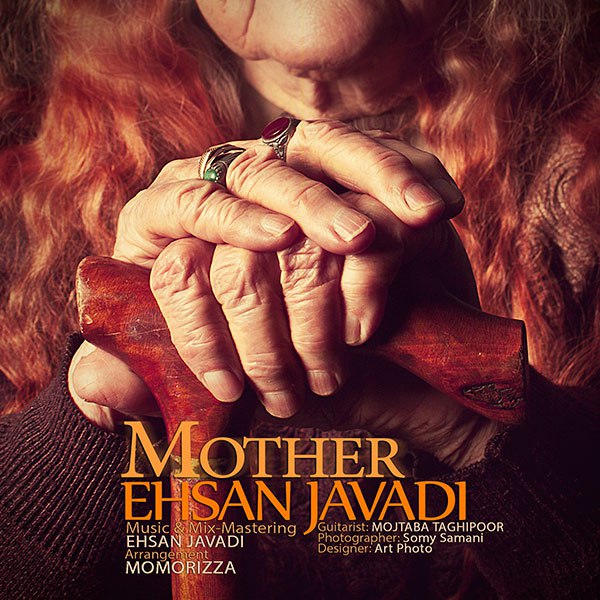 MOTHER
EHSAN JAVADI
Music & Mix-Mastering
EHSAN JAVADI
Arrangement
MOMORIZZA
Guitarist: MOJTABA TAGHIPOOR
Photographer: Somy Samani
Designer: Art Photo